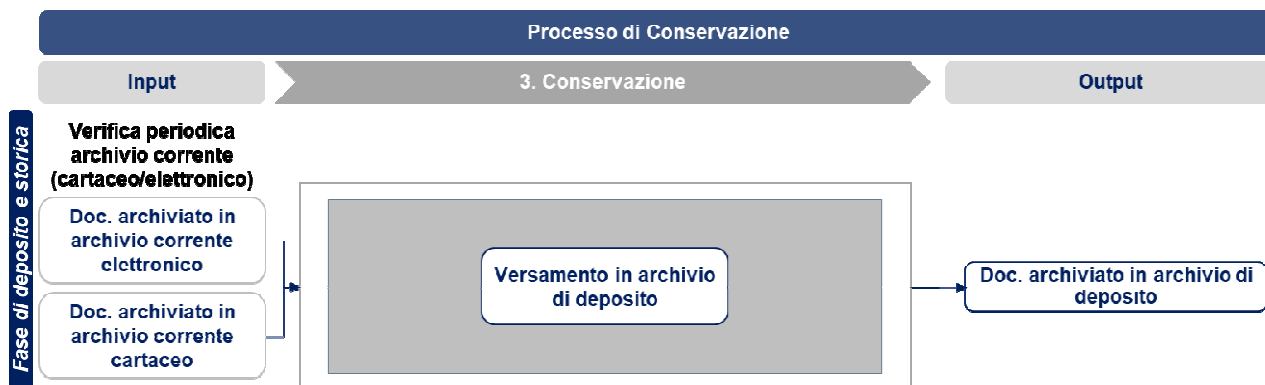 Processo di Conservazione
Input
3. Conservazione
Output
Fase di deposito e storica
Verifica periodica
archivio corrente
(cartaceo/elettronico)
Doc. archiviato in
archivio corrente
elettronico
Doc. archiviato in
archivio corrente
cartaceo
Versamento in archivio
di deposito
Doc. archiviato in archivio di
deposito